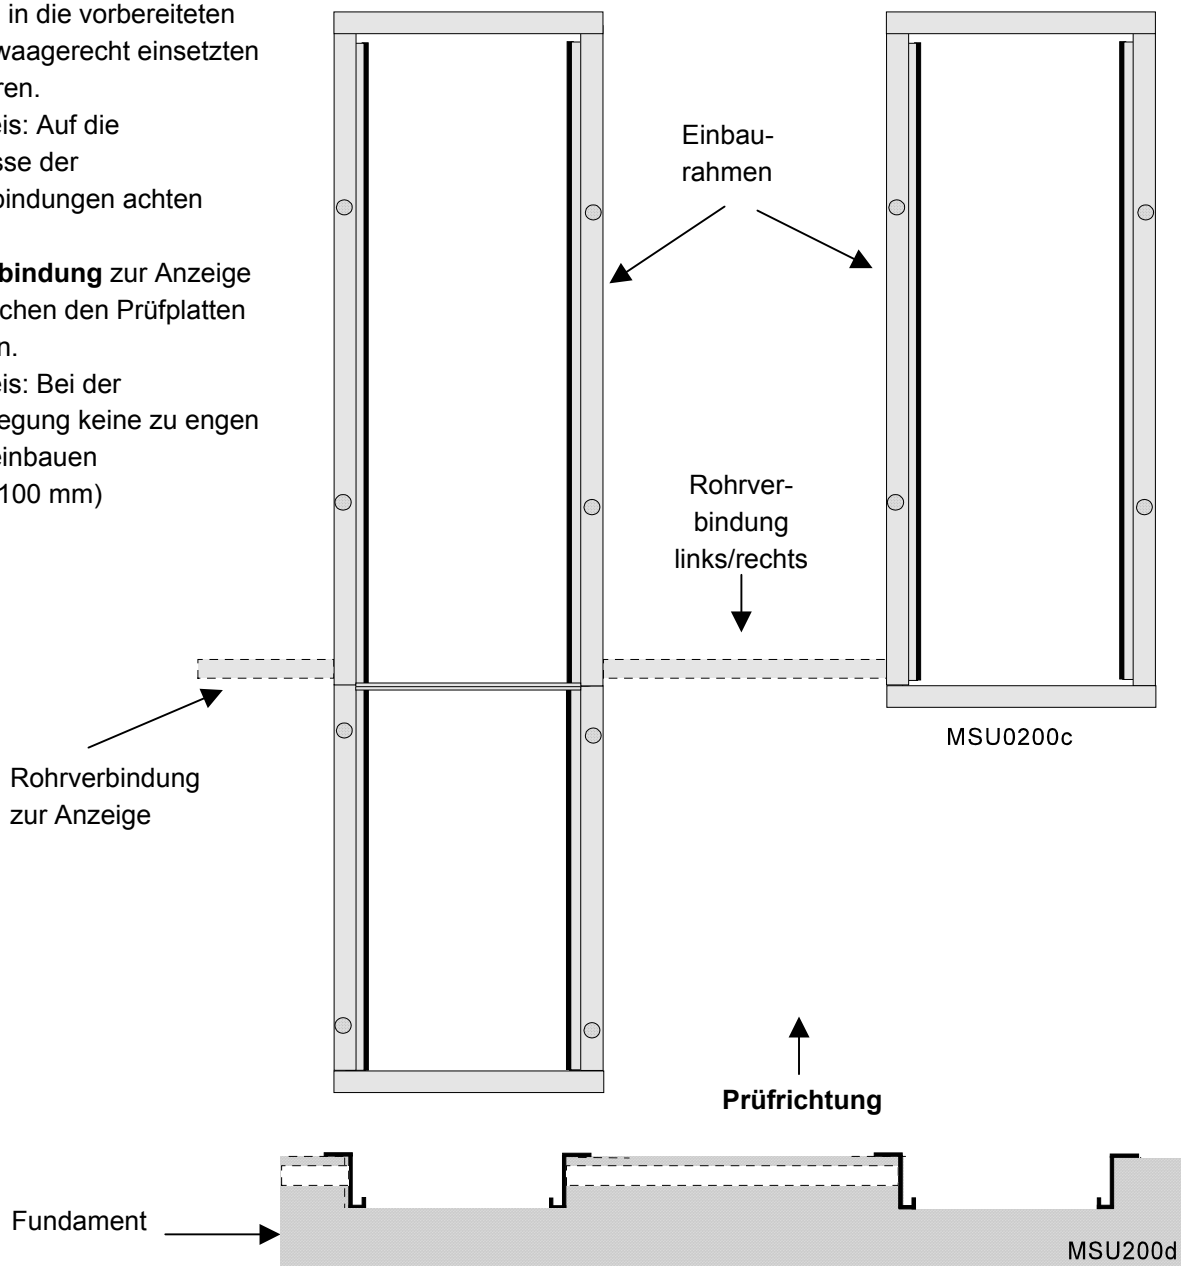 in die vorbereiteten
waagerecht einsetzten
ren.
eis: Auf die
sse der
bindungen achten
bindung zur Anzeige
chen den Prüfplatten
n.
eis: Bei der
egung keine zu engen
einbauen
100 mm)
Einbau-
rahmen
Rohrver-
bindung
links/rechts
MSU0200c
Rohrverbindung
zur Anzeige
Prüfrichtung
Fundament
MSU200d